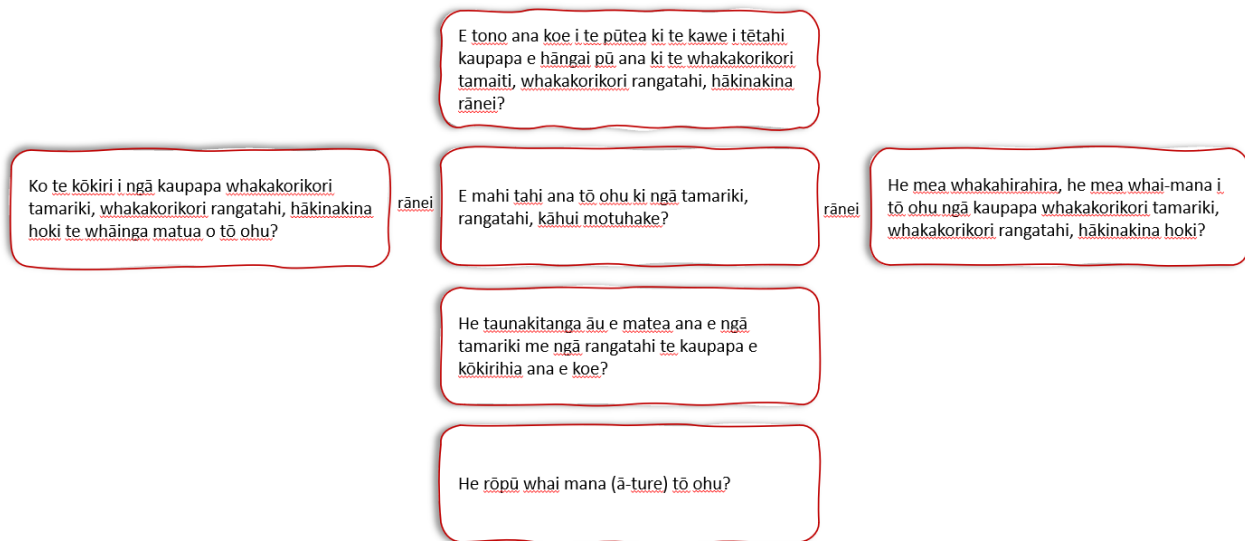 E tono ana koe i te pūtea ki te kawe i tētahi
kaupapa e hāngai pū ana ki te whakakorikori
tamaiti, whakakorikori rangatahi, hākinakina
rānei?
Ko te kōkiri i ngā kaupapa whakakorikori
tamariki, whakakorikori rangatahi, hākinakina
hoki te whāinga matua o tō ohu?
rānei
E mahi tahi ana tō ohu ki ngā tamariki,
rangatahi, kāhui motuhake?
rānei
He mea whakahirahira, he mea whai-mana i
tō ohu ngā kaupapa whakakorikori tamariki,
whakakorikori rangatahi, hākinakina hoki?
He taunakitanga āu e matea ana e ngā
tamariki me ngā rangatahi te kaupapa e
kōkirihia ana e koe?
He rōpū whai mana (ā-ture) tō ohu?